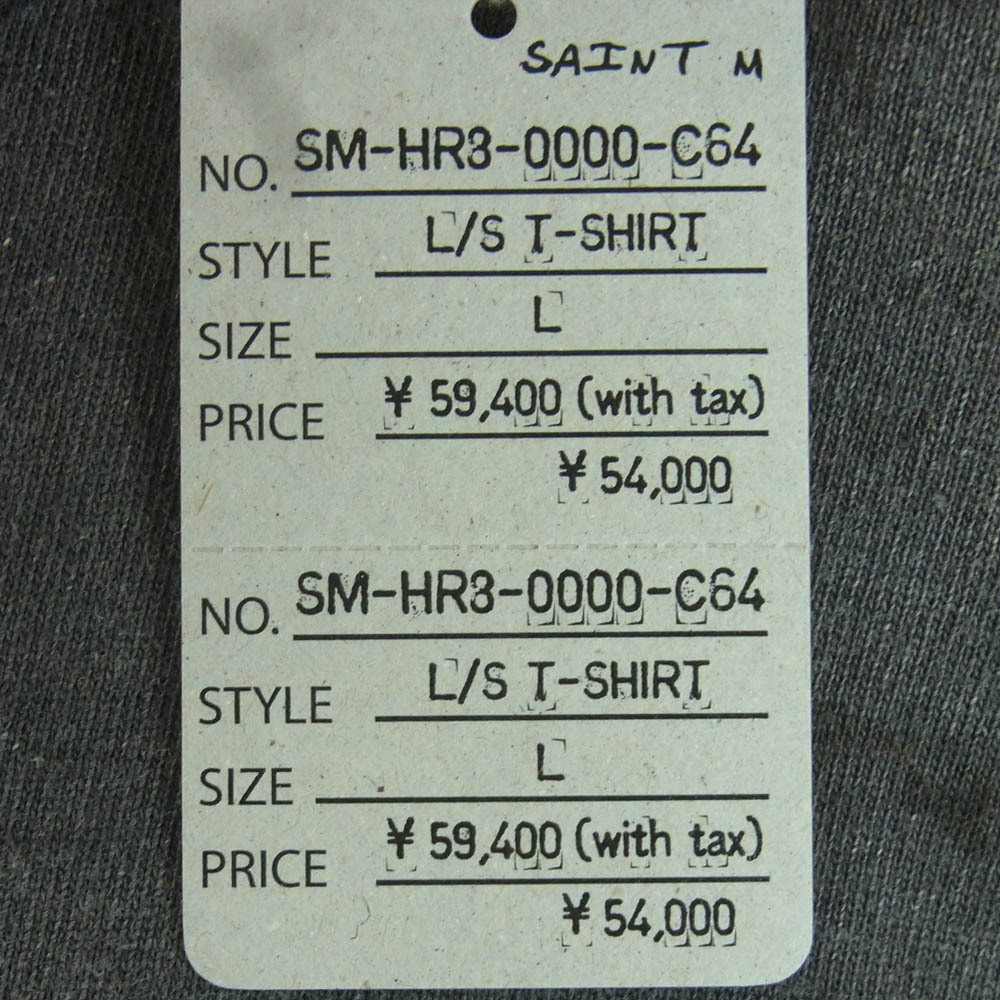 SAINT M
NO. SM-HR3-0000-C64
STYLE L/S T-SHIRT
SIZE L
PRICE ¥ 59,400 (with tax)
¥ 54,000
NO. SM-HR3-0000-C64
STYLE L/S T-SHIRT
SIZE L
PRICE ¥ 59,400 (with tax)
¥ 54,000